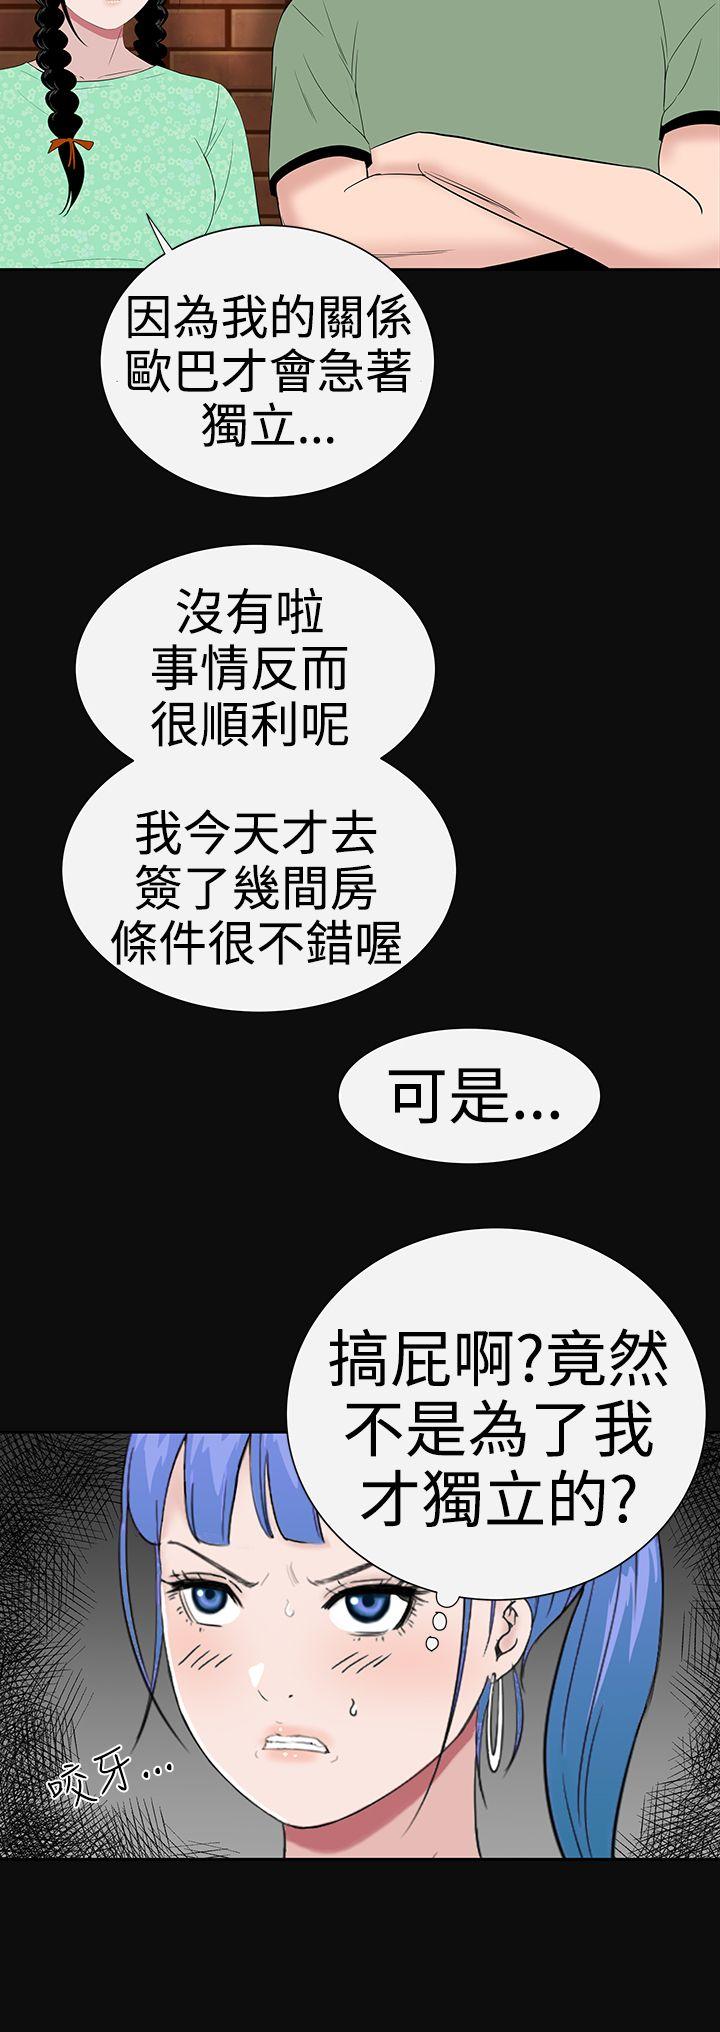 因為我的關係
歐巴才會急著
獨立...
沒有啦
事情反而
很順利呢
我今天才去
簽了幾間房
條件很不錯喔
可是...
搞屁啊?竟然
不是為了我
才獨立的?
咬牙...